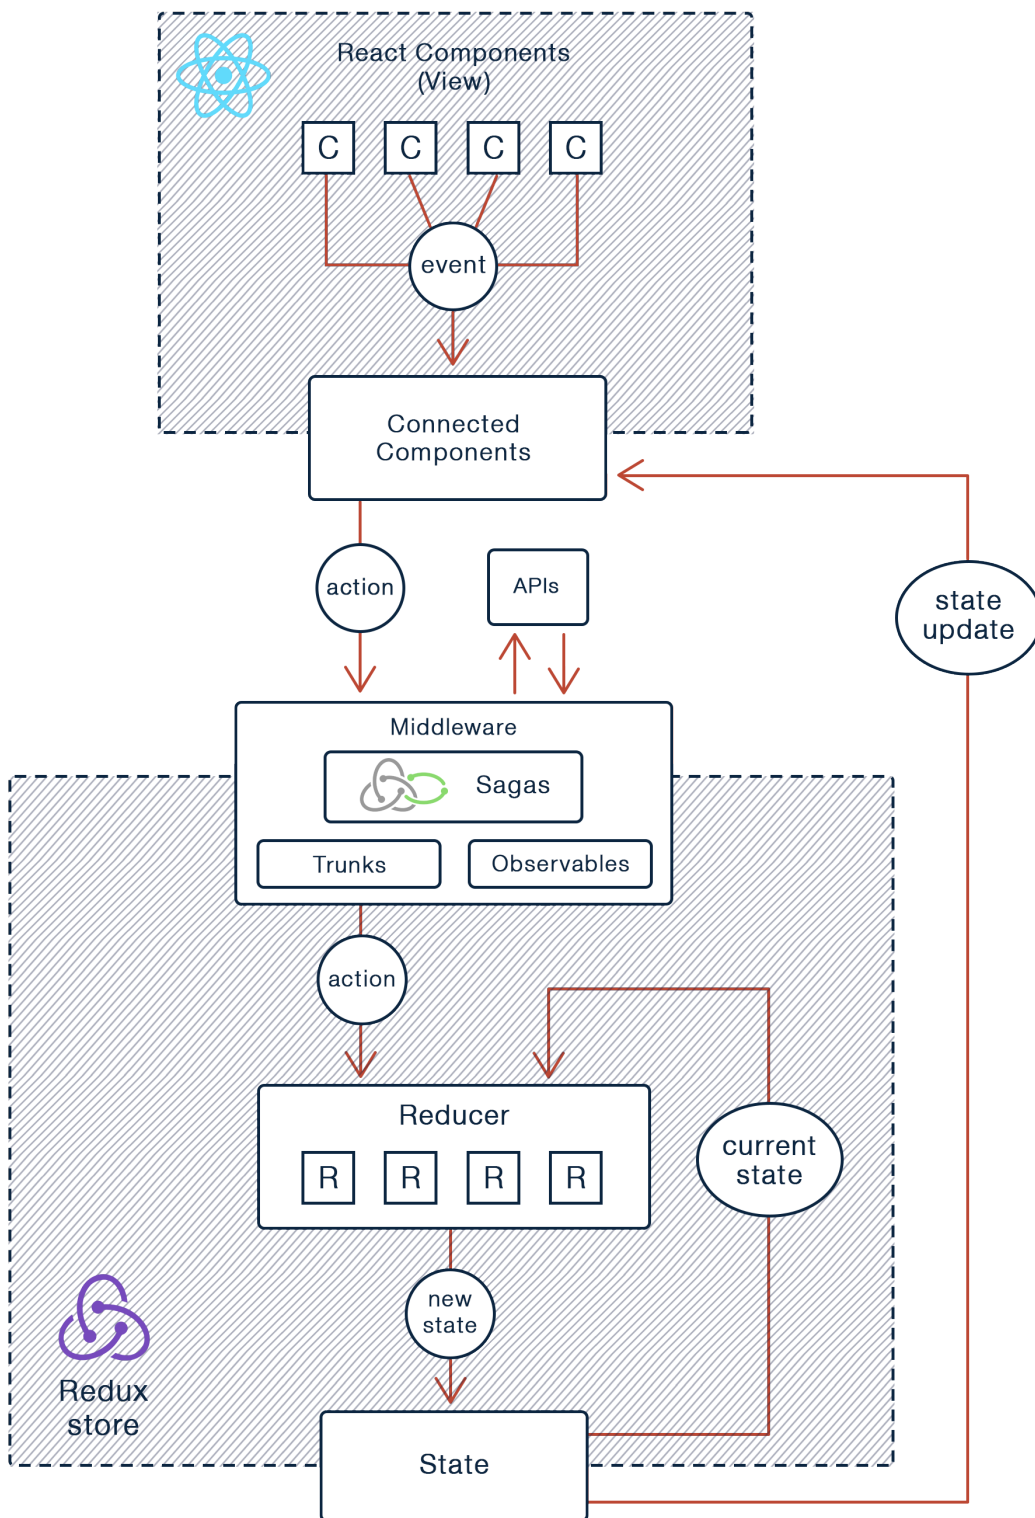 React Components
(View)
C C C C
event
Connected
Components
action
APIs
state
update
Middleware
Sagas
Trunks
Observables
action
Reducer
R R R R
current
state
new
state
Redux
store
State